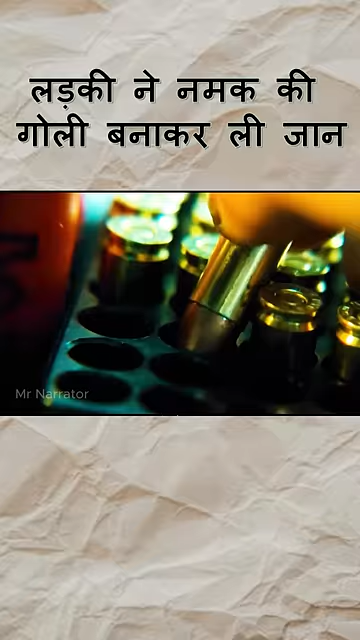 लड़की ने नमक की
गोली बनाकर ली जान
Mr Narrator